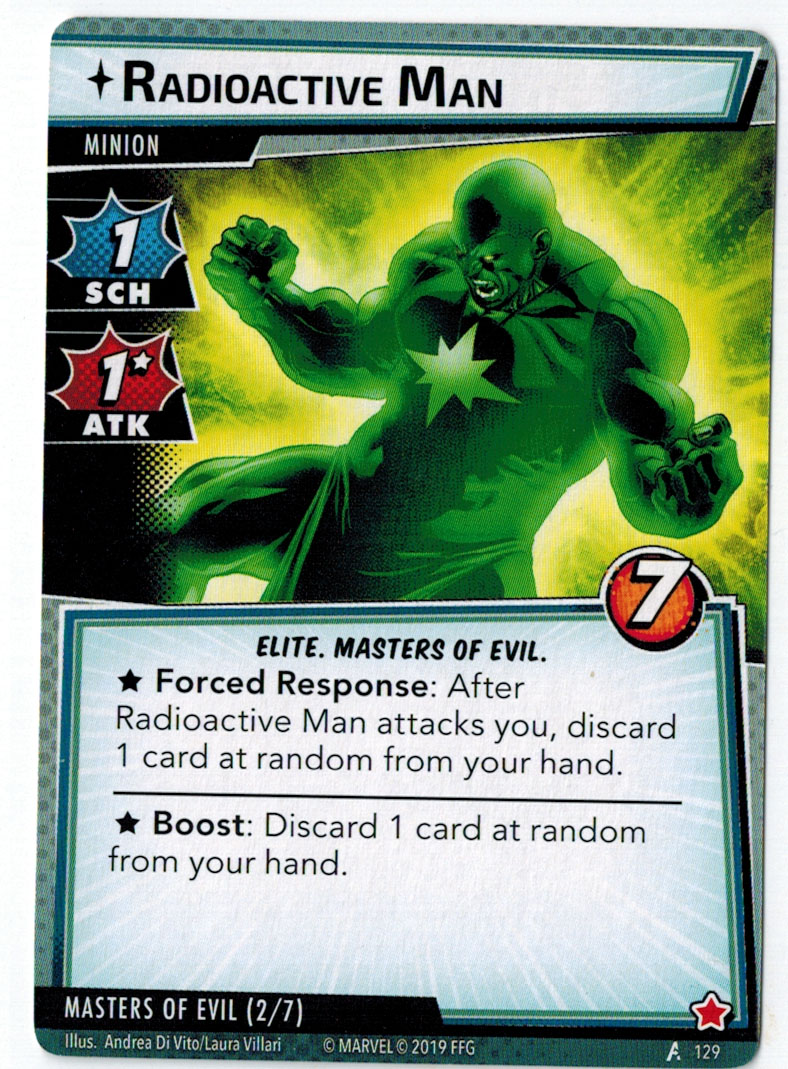 RADIOACTIVE MAN
MINION
1
SCH
1
ATK
7
ELITE. MASTERS OF EVIL.
★ Forced Response: After
Radioactive Man attacks you, discard
1 card at random from your hand.
★ Boost: Discard 1 card at random
from your hand.
MASTERS OF EVIL (2/7)
Illus. Andrea Di Vito/Laura Villari © MARVEL © 2019 FFG 129